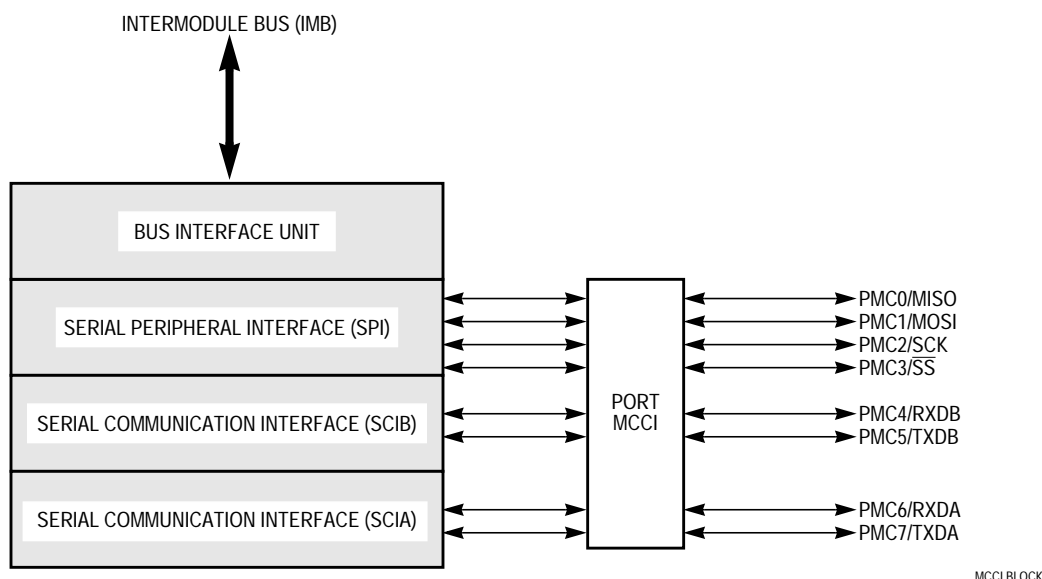 INTERMODULE BUS (IMB)
BUS INTERFACE UNIT
SERIAL PERIPHERAL INTERFACE (SPI)
SERIAL COMMUNICATION INTERFACE (SCIB)
SERIAL COMMUNICATION INTERFACE (SCIA)
PORT
MCCI
PMC0/MISO
PMC1/MOSI
PMC2/SCK
PMC3/S̅S̅
PMC4/RXDB
PMC5/TXDB
PMC6/RXDA
PMC7/TXDA
MCCI BLOCK